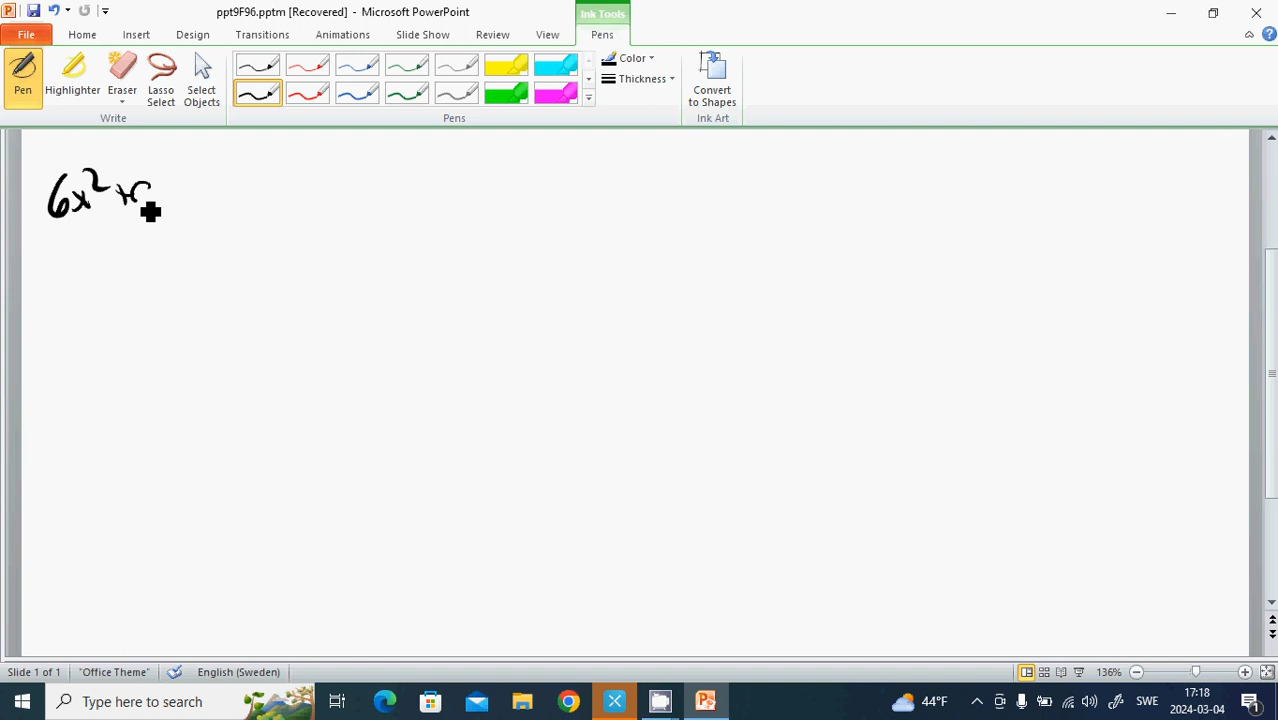 ppt9F96.pptm [Recovered] - Microsoft PowerPoint
Ink Tools
File Home Insert Design Transitions Animations Slide Show Review View Pens
Pen Highlighter Eraser Lasso Select Select Objects
Color
Thickness
Convert to Shapes
Write Pens Ink Art
6x² +
Slide 1 of 1 "Office Theme" English (Sweden) 136%
Type here to search 44°F SWE 17:18
2024-03-04 1